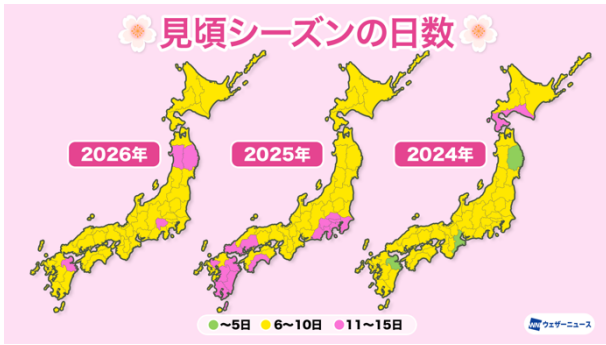 見頃シーズンの日数
2026年
2025年
2024年
～5日
6～10日
11～15日
WN ウェザーニュース